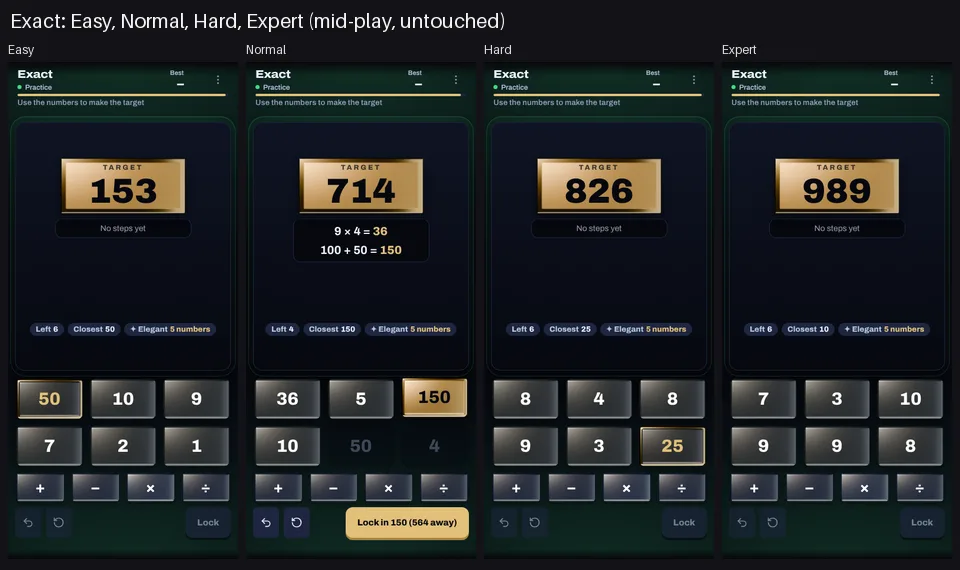 Exact: Easy, Normal, Hard, Expert (mid-play, untouched)
Easy
Exact
Practice
Best
–
Use the numbers to make the target
TARGET
153
No steps yet
Left 6
Closest 50
✦ Elegant 5 numbers
50 10 9
7 2 1
+ − × ÷
Lock
Normal
Exact
Practice
Best
–
Use the numbers to make the target
TARGET
714
9 × 4 = 36
100 + 50 = 150
Left 4
Closest 150
✦ Elegant 5 numbers
36 5 150
10 50 4
+ − × ÷
Lock in 150 (564 away)
Hard
Exact
Practice
Best
–
Use the numbers to make the target
TARGET
826
No steps yet
Left 6
Closest 25
✦ Elegant 5 numbers
8 4 8
9 3 25
+ − × ÷
Lock
Expert
Exact
Practice
Best
–
Use the numbers to make the target
TARGET
989
No steps yet
Left 6
Closest 10
✦ Elegant 5 numbers
7 3 10
9 9 8
+ − × ÷
Lock